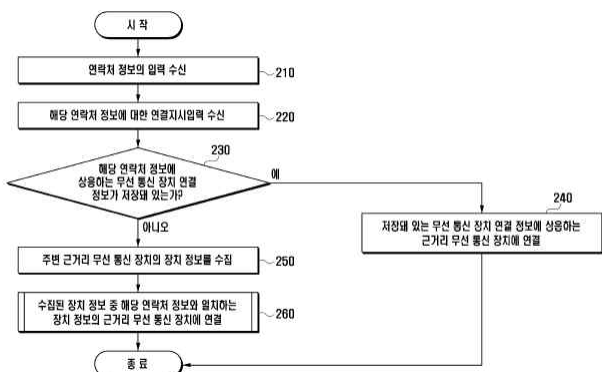 시 작
연락처 정보의 입력 수신
210
해당 연락처 정보에 대한 연결지시입력 수신
220
230
해당 연락처 정보에
상응하는 무선 통신 장치 연결
정보가 저장돼 있는가?
예
240
저장돼 있는 무선 통신 장치 연결 정보에 상응하는
근거리 무선 통신 장치에 연결
아니오
주변 근거리 무선 통신 장치의 장치 정보를 수집
250
수집된 장치 정보 중 해당 연락처 정보와 일치하는
장치 정보의 근거리 무선 통신 장치에 연결
260
종 료